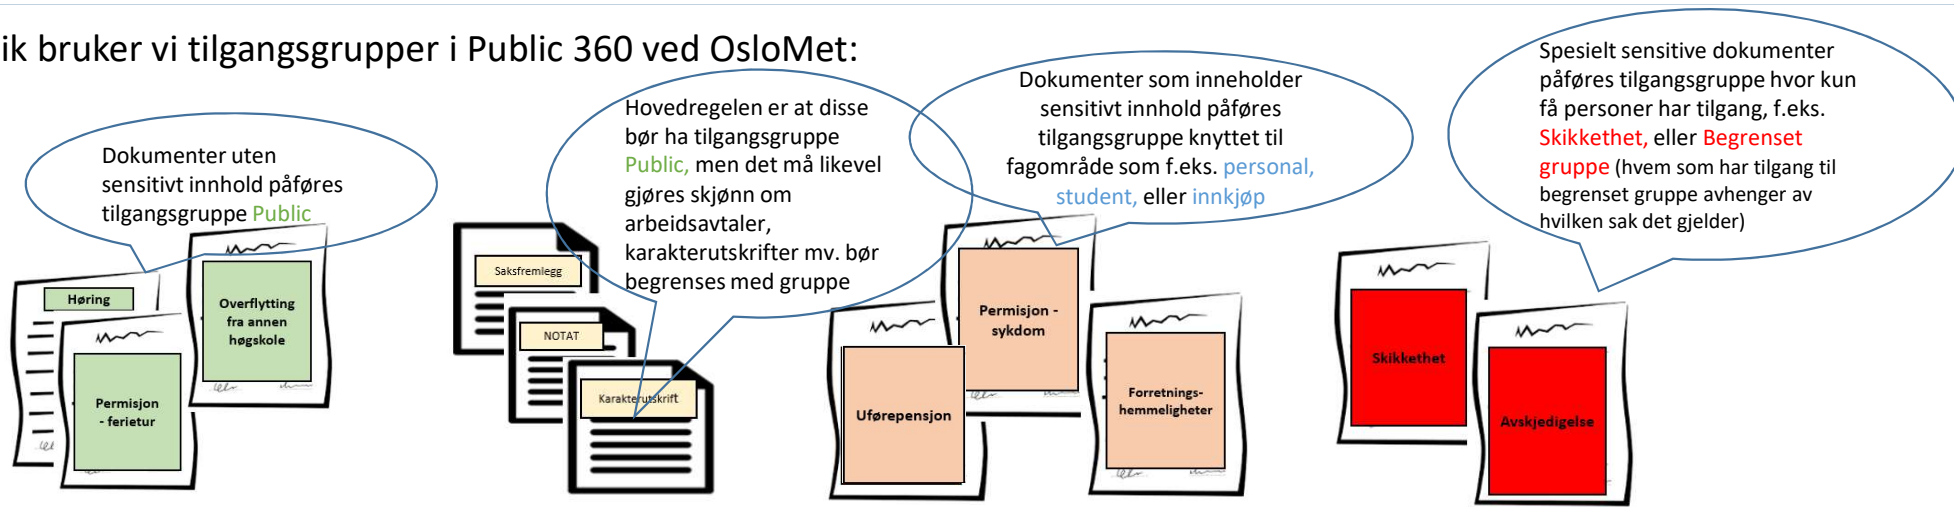 ik bruker vi tilgangsgrupper i Public 360 ved OsloMet:
Dokumenter uten
sensitivt innhold påføres
tilgangsgruppe Public
Høring
Permisjon
- ferietur
Overflytting
fra annen
høgskole
Hovedregelen er at disse
bør ha tilgangsgruppe
Public, men det må likevel
gjøres skjønn om
arbeidsavtaler,
karakterutskrifter mv. bør
begrenses med gruppe
Saksfremlegg
NOTAT
Karakterutskrift
Dokumenter som inneholder
sensitivt innhold påføres
tilgangsgruppe knyttet til
fagområde som f.eks. personal,
student, eller innkjøp
Uførepensjon
Permisjon -
sykdom
Forretnings-
hemmeligheter
Spesielt sensitive dokumenter
påføres tilgangsgruppe hvor kun
få personer har tilgang, f.eks.
Skikkethet, eller Begrenset
gruppe (hvem som har tilgang til
begrenset gruppe avhenger av
hvilken sak det gjelder)
Skikkethet
Avskjedigelse